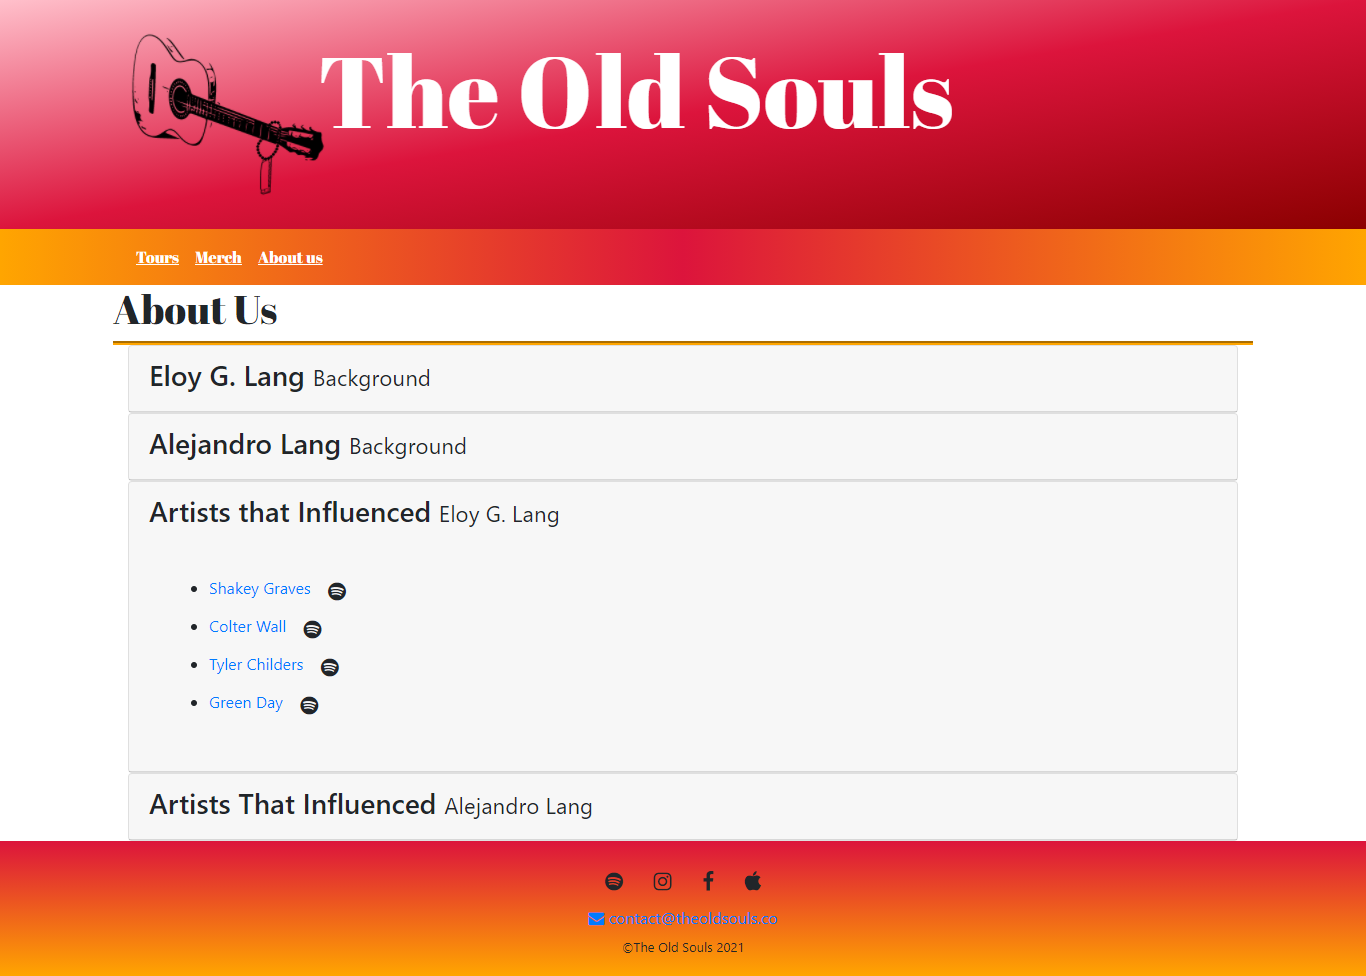 The Old Souls
Tours Merch About us
About Us
Eloy G. Lang Background
Alejandro Lang Background
Artists that Influenced Eloy G. Lang
Shakey Graves
Colter Wall
Tyler Childers
Green Day
Artists That Influenced Alejandro Lang
contact@theoldsouls.co
©The Old Souls 2021